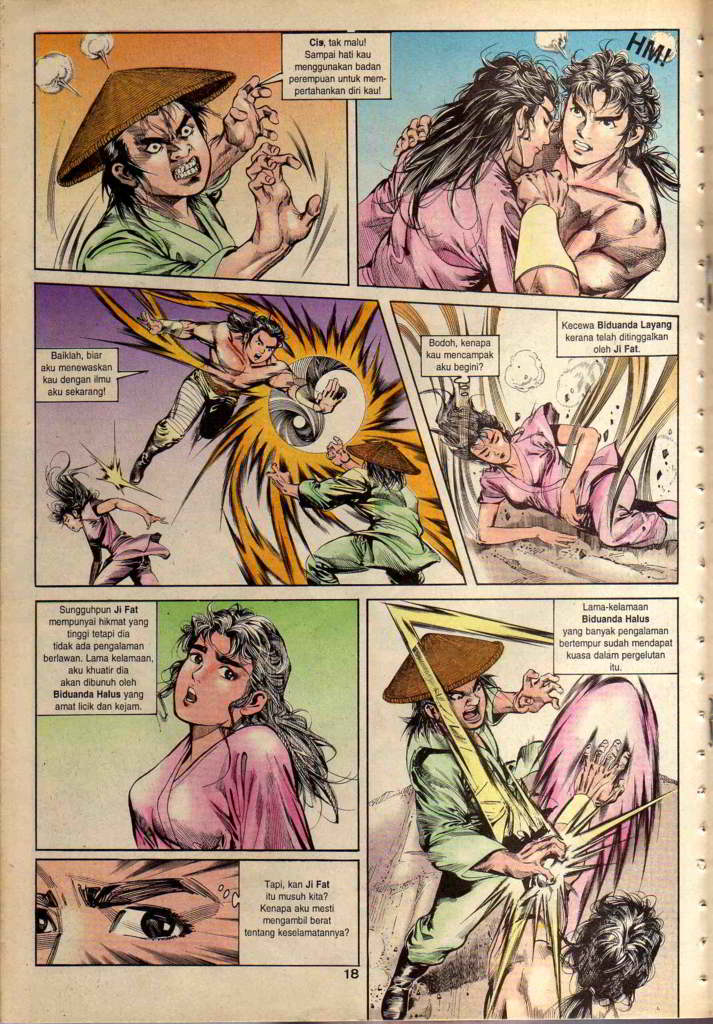 Cis, tak malu!
Sampai hati kau
menggunakan badan
perempuan untuk mem-
pertahankan diri kau!
HM!
Baiklah, biar
aku menewaskan
kau dengan ilmu
aku sekarang!
Bodoh, kenapa
kau mencampak
aku begini?
Kecewa Biduanda Layang
kerana telah ditinggalkan
oleh Ji Fat.
Sungguhpun Ji Fat
mempunyai hikmat yang
tinggi tetapi dia
tidak ada pengalaman
berlawan. Lama kelamaan,
aku khuatir dia
akan dibunuh oleh
Biduanda Halus yang
amat licik dan kejam.
Tapi, kan Ji Fat
itu musuh kita?
Kenapa aku mesti
mengambil berat
tentang keselamatannya?
Lama-kelamaan
Biduanda Halus
yang banyak pengalaman
bertempur sudah mendapat
kuasa dalam pergelutan
itu.
18